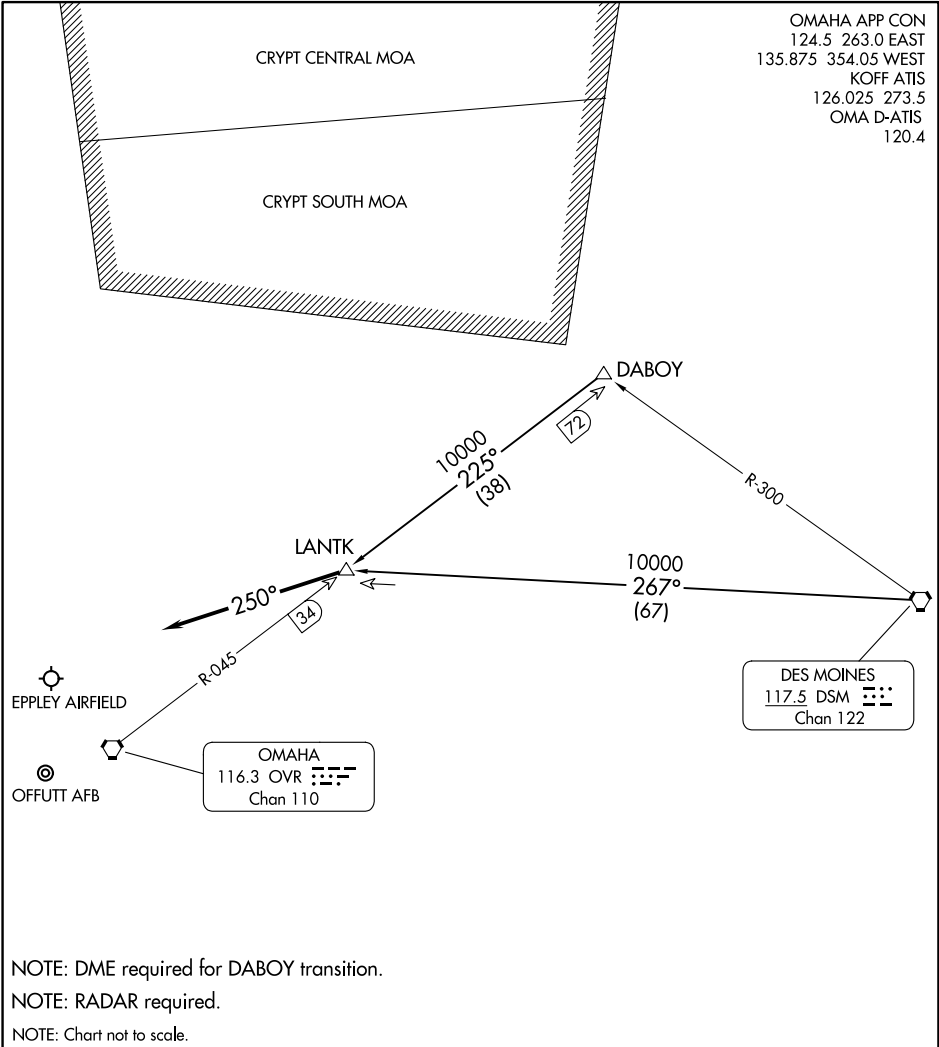 OMAHA APP CON
124.5 263.0 EAST
135.875 354.05 WEST
KOFF ATIS
126.025 273.5
OMA D-ATIS
120.4
CRYPT CENTRAL MOA
CRYPT SOUTH MOA
DABOY
72
10000
225°
(38)
R-300
LANTK
10000
267°
(67)
250°
34
R-045
EPPLEY AIRFIELD
DES MOINES
117.5 DSM
Chan 122
OMAHA
116.3 OVR
Chan 110
OFFUTT AFB
NOTE: DME required for DABOY transition.
NOTE: RADAR required.
NOTE: Chart not to scale.